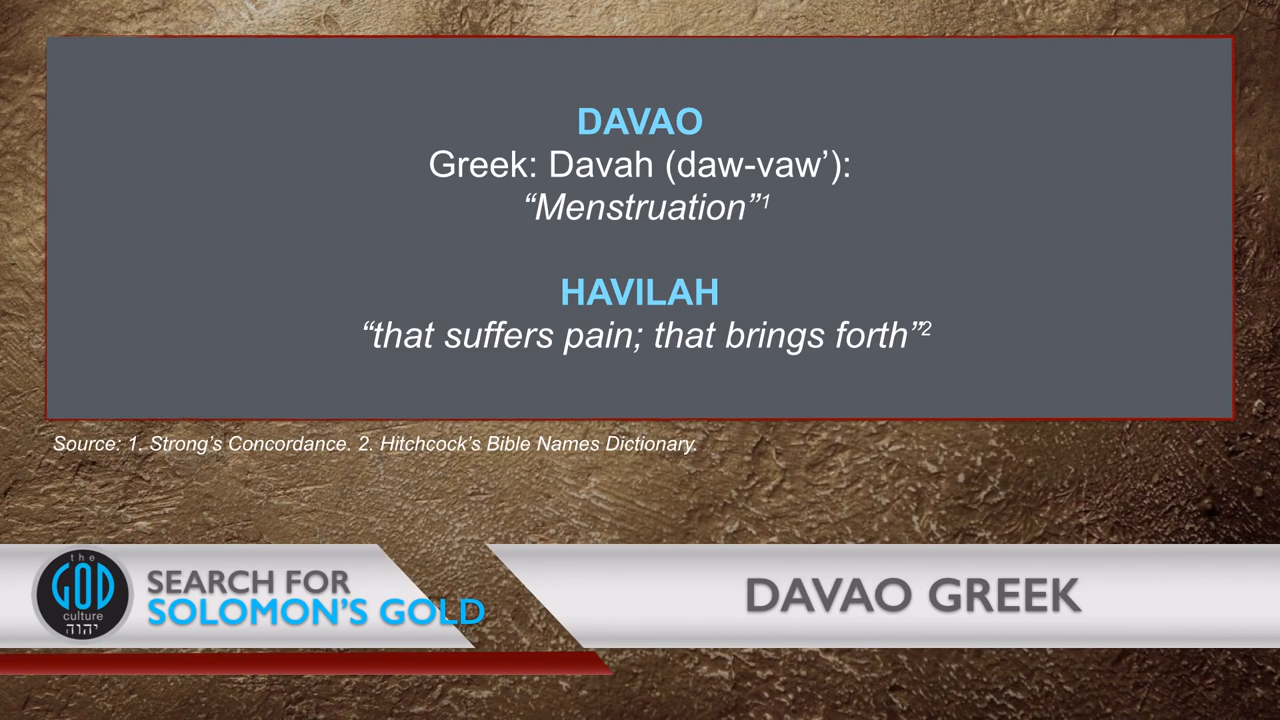 DAVAO
Greek: Davah (daw-vaw’):
“Menstruation”1
HAVILAH
“that suffers pain; that brings forth”2
Source: 1. Strong’s Concordance. 2. Hitchcock’s Bible Names Dictionary.
the
GOD
culture
יהוה
SEARCH FOR
SOLOMON’S GOLD
DAVAO GREEK